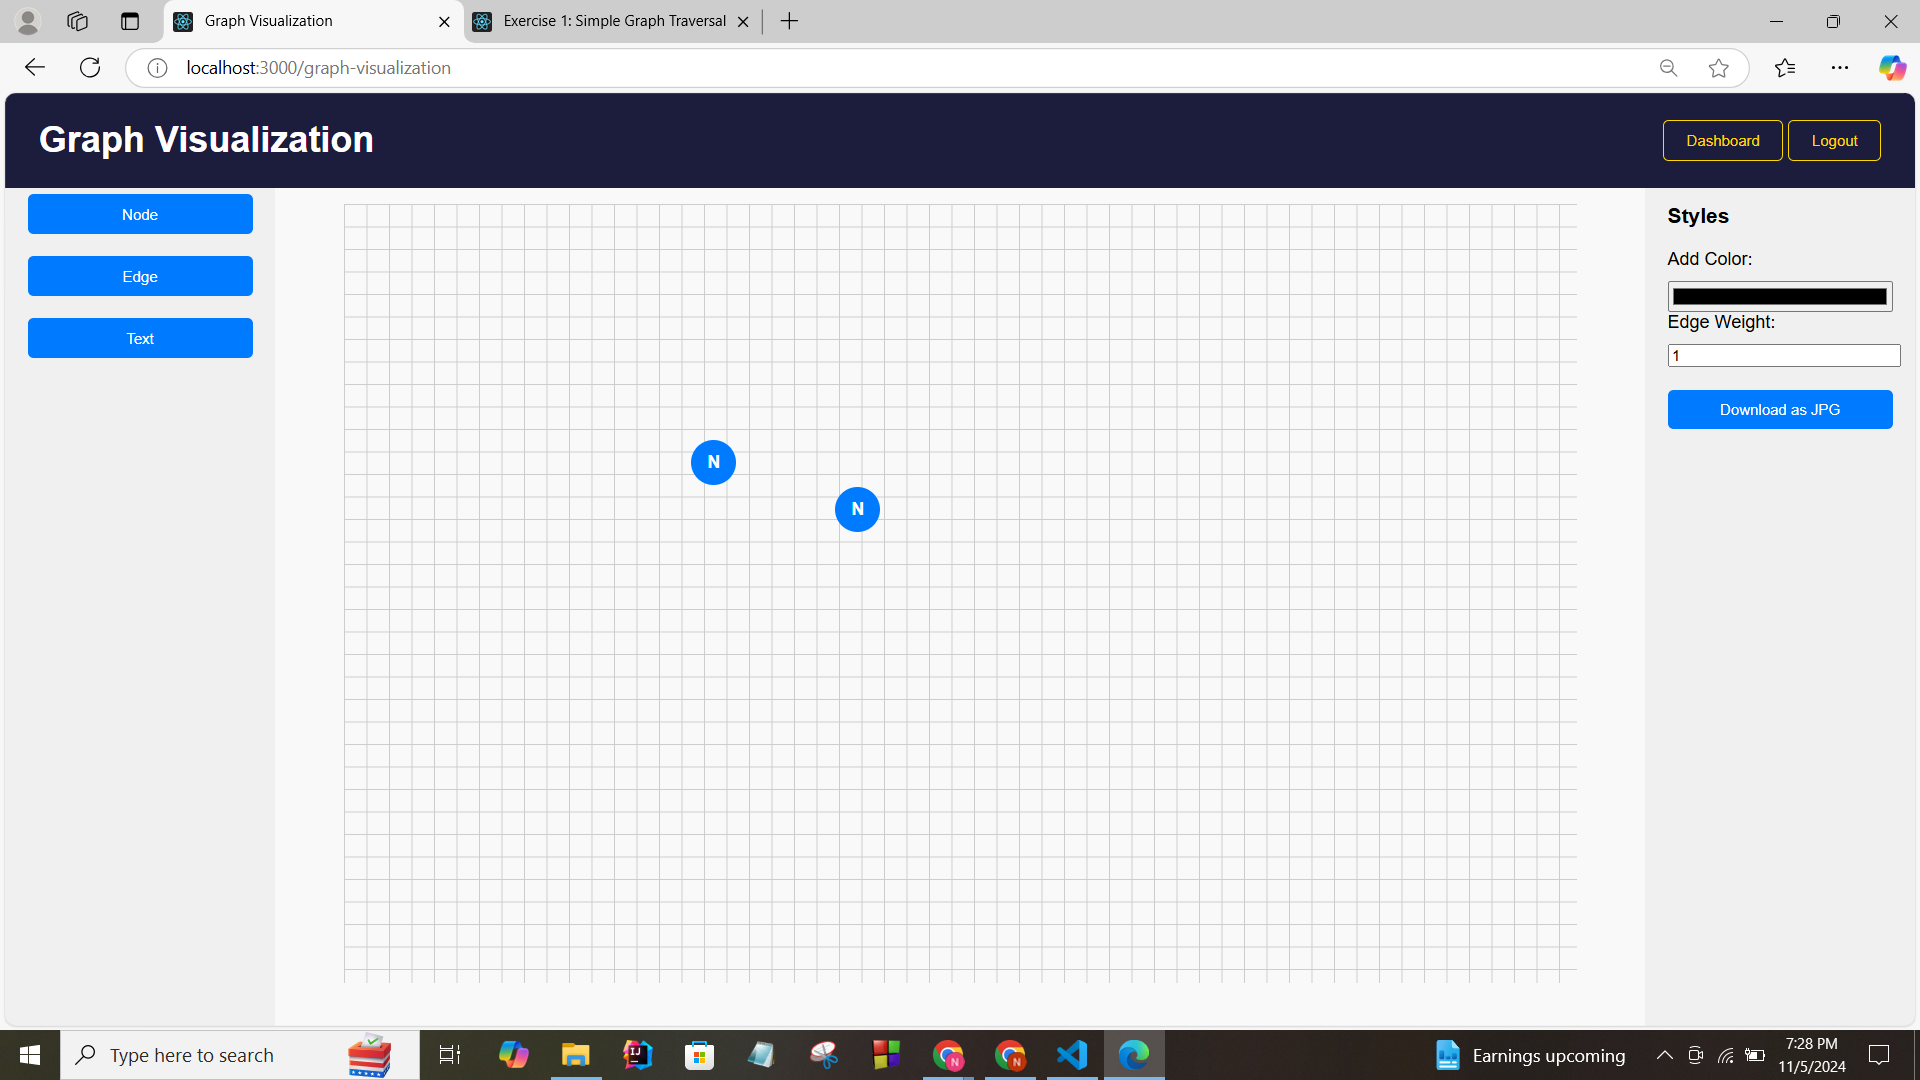 Graph Visualization
Exercise 1: Simple Graph Traversal
localhost:3000/graph-visualization
Graph Visualization
Dashboard
Logout
Node
Edge
Text
N
N
Styles
Add Color:
Edge Weight:
1
Download as JPG
Type here to search
Earnings upcoming
7:28 PM
11/5/2024